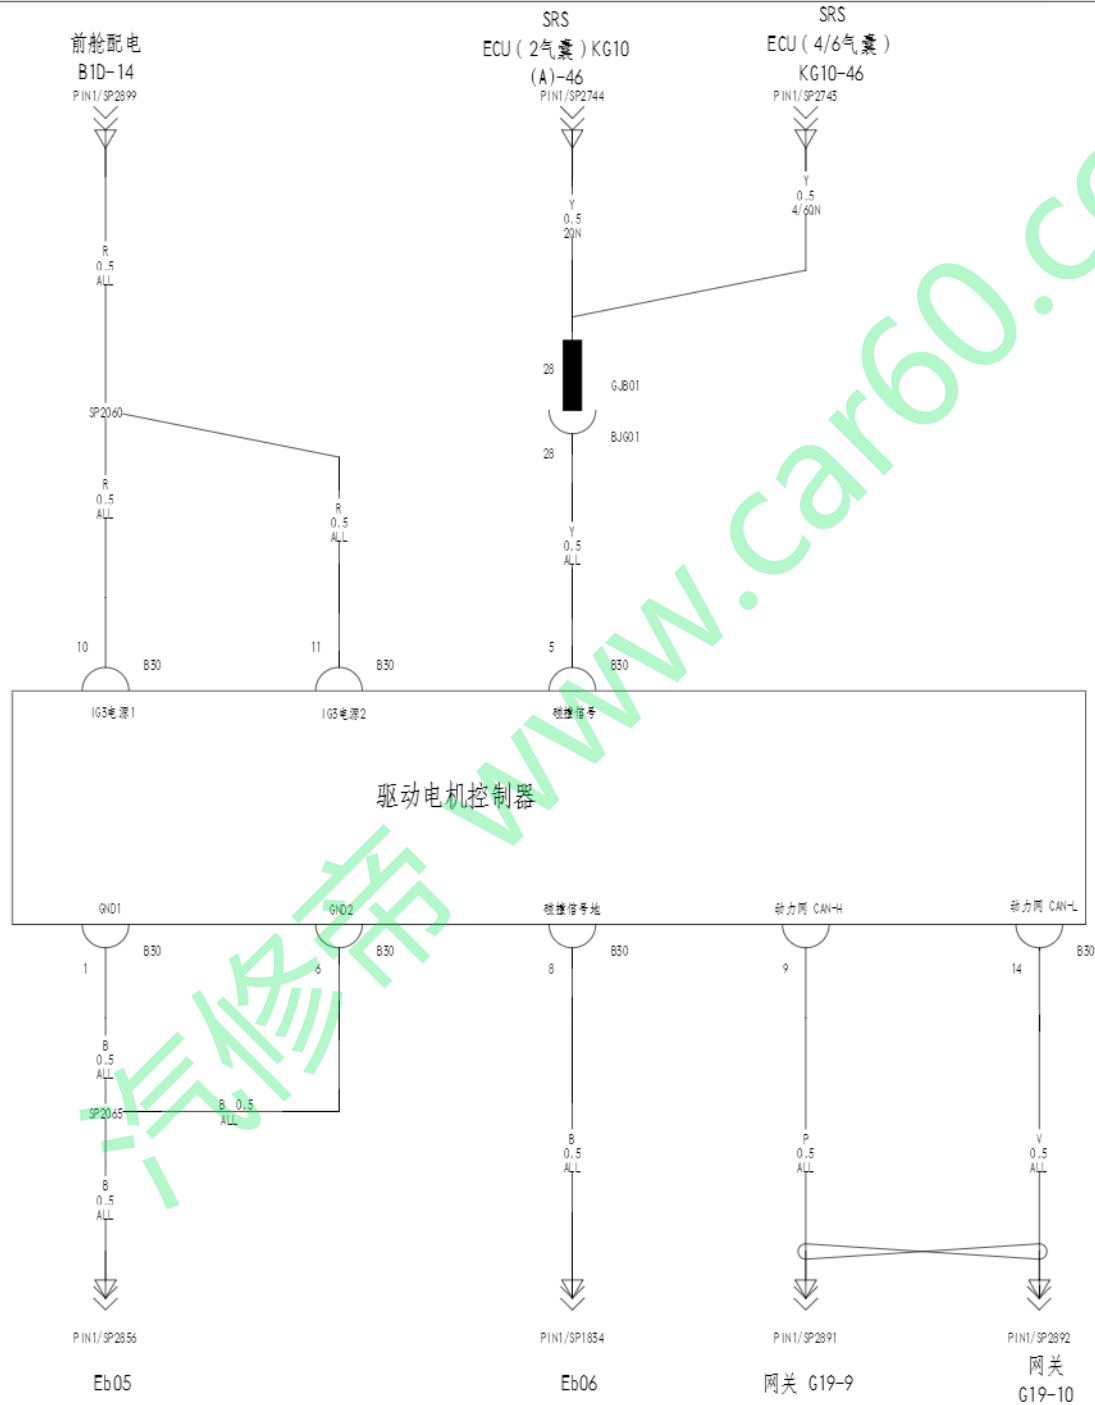 前舱配电
B1D-14
PIN1/SP2899
SRS
ECU(2气囊)KG10
(A)-46
PIN1/SP2744
SRS
ECU(4/6气囊)
KG10-46
PIN1/SP2743
Y
0.5
4/6QN
Y
0.5
2QN
R
0.5
ALL
28
GJB01
SP2060
BJG01
28
R
0.5
ALL
R
0.5
ALL
Y
0.5
ALL
10
B30
11
B30
5
B30
IG3电源1
IG3电源2
碰撞信号
驱动电机控制器
GND1
GND2
碰撞信号地
动力网 CAN-H
动力网 CAN-L
1
B30
6
B30
8
B30
9
14
B30
B
0.5
ALL
SP2065
B 0.5
ALL
B
0.5
ALL
B
0.5
ALL
P
0.5
ALL
V
0.5
ALL
PIN1/SP2856
Eb05
PIN1/SP1834
Eb06
PIN1/SP2891
网关 G19-9
PIN1/SP2892
网关
G19-10
汽修帝 www.car60.c